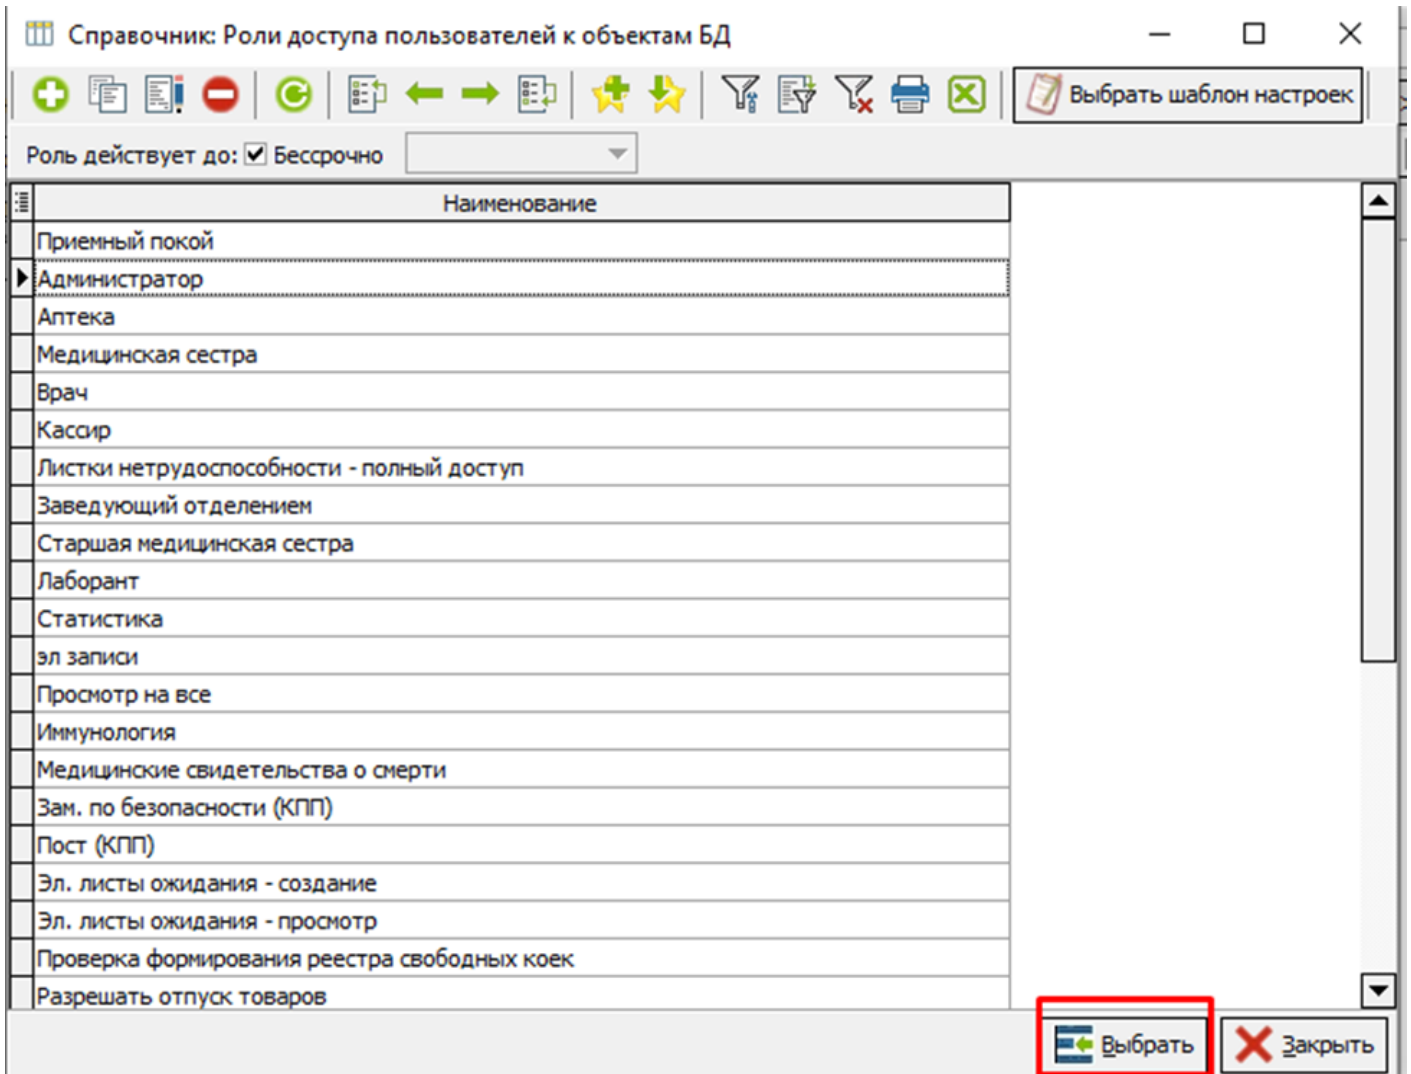 Справочник: Роли доступа пользователей к объектам БД
Выбрать шаблон настроек
Роль действует до: Бессрочно
Наименование
Приемный покой
Администратор
Аптека
Медицинская сестра
Врач
Кассир
Листки нетрудоспособности - полный доступ
Заведующий отделением
Старшая медицинская сестра
Лаборант
Статистика
эл записи
Просмотр на все
Иммунология
Медицинские свидетельства о смерти
Зам. по безопасности (КПП)
Пост (КПП)
Эл. листы ожидания - создание
Эл. листы ожидания - просмотр
Проверка формирования реестра свободных коек
Разрешать отпуск товаров
Выбрать Закрыть